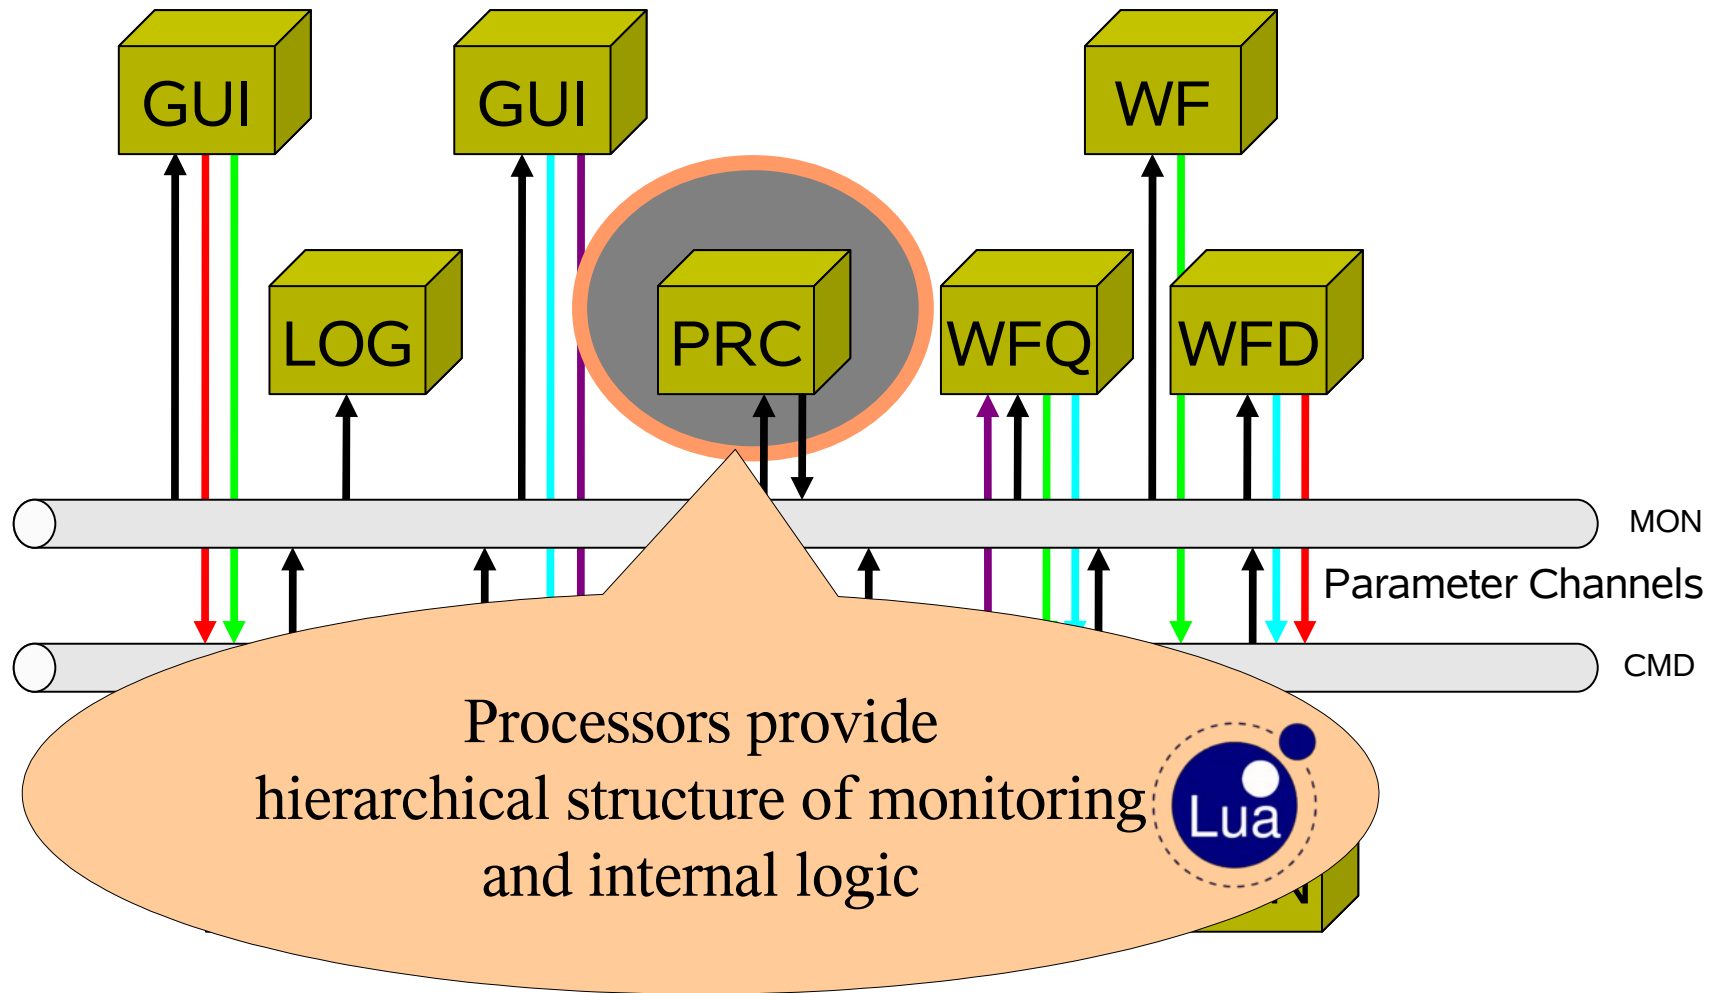 GUI
GUI
WF
LOG
PRC
WFQ
WFD
MON
Parameter Channels
CMD
Processors provide
hierarchical structure of monitoring
and internal logic
Lua